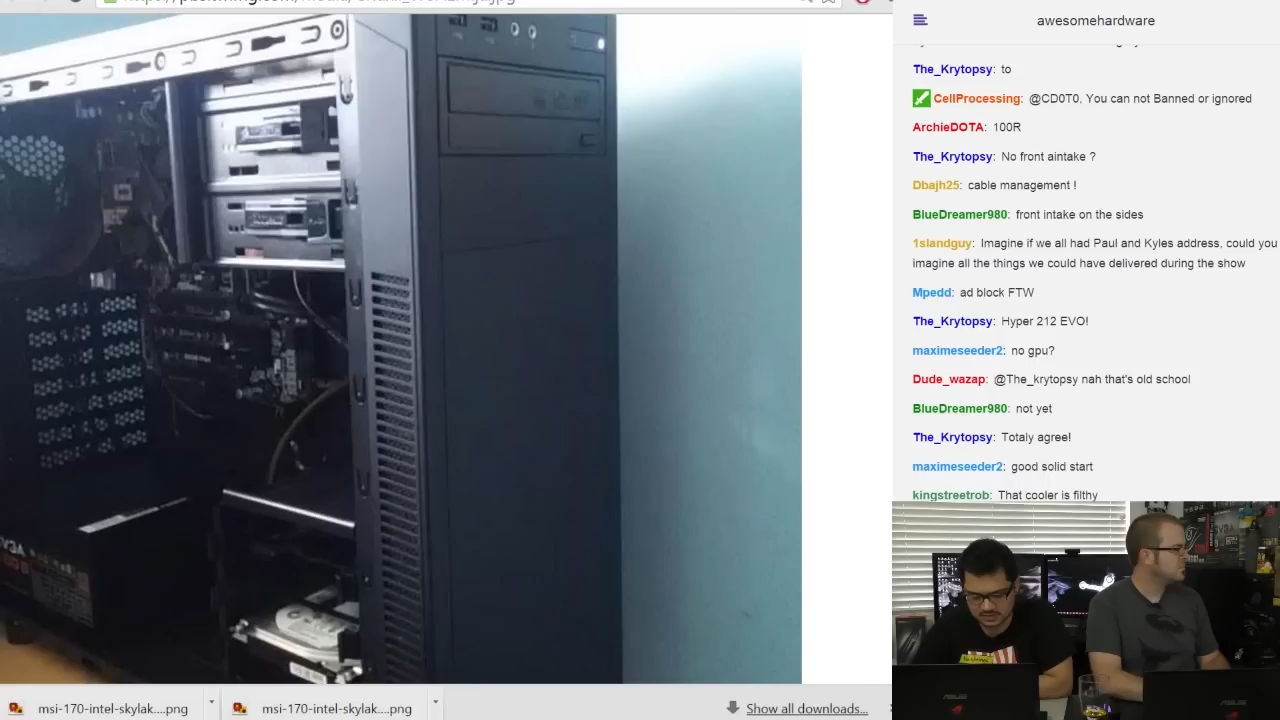 awesomehardware
The_Krytopsy: to
CellProcessing: @CD0T0, You can not Banned or ignored
ArchieDOTA: 100R
The_Krytopsy: No front aintake ?
Dbajh25: cable management !
BlueDreamer980: front intake on the sides
1slandguy: Imagine if we all had Paul and Kyles address, could you
imagine all the things we could have delivered during the show
Mpedd: ad block FTW
The_Krytopsy: Hyper 212 EVO!
maximeseeder2: no gpu?
Dude_wazap: @The_krytopsy nah that's old school
BlueDreamer980: not yet
The_Krytopsy: Totaly agree!
maximeseeder2: good solid start
kingstreetrob: That cooler is filthy
msi-170-intel-skylak....png
msi-170-intel-skylak....png
Show all downloads...